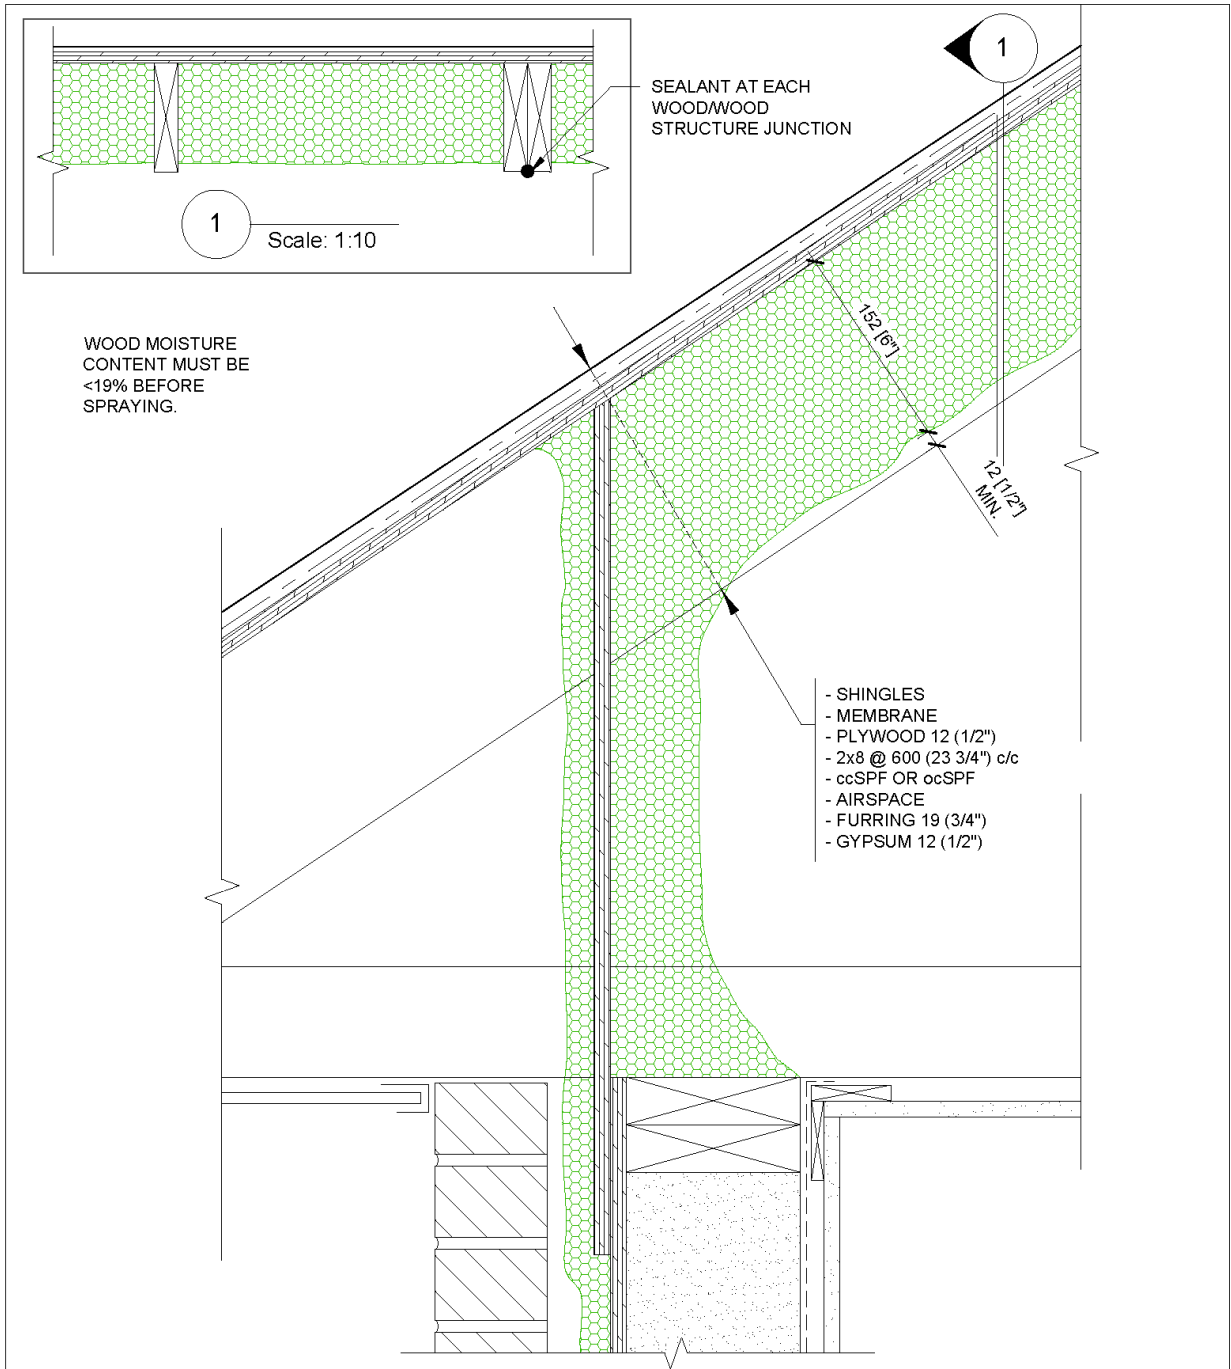 SEALANT AT EACH
WOOD/WOOD
STRUCTURE JUNCTION
1
1
Scale: 1:10
WOOD MOISTURE
CONTENT MUST BE
<19% BEFORE
SPRAYING.
152 [6"]
12 [1/2"]
MIN.
- SHINGLES
- MEMBRANE
- PLYWOOD 12 (1/2")
- 2x8 @ 600 (23 3/4") c/c
- ccSPF OR ocSPF
- AIRSPACE
- FURRING 19 (3/4")
- GYPSUM 12 (1/2")